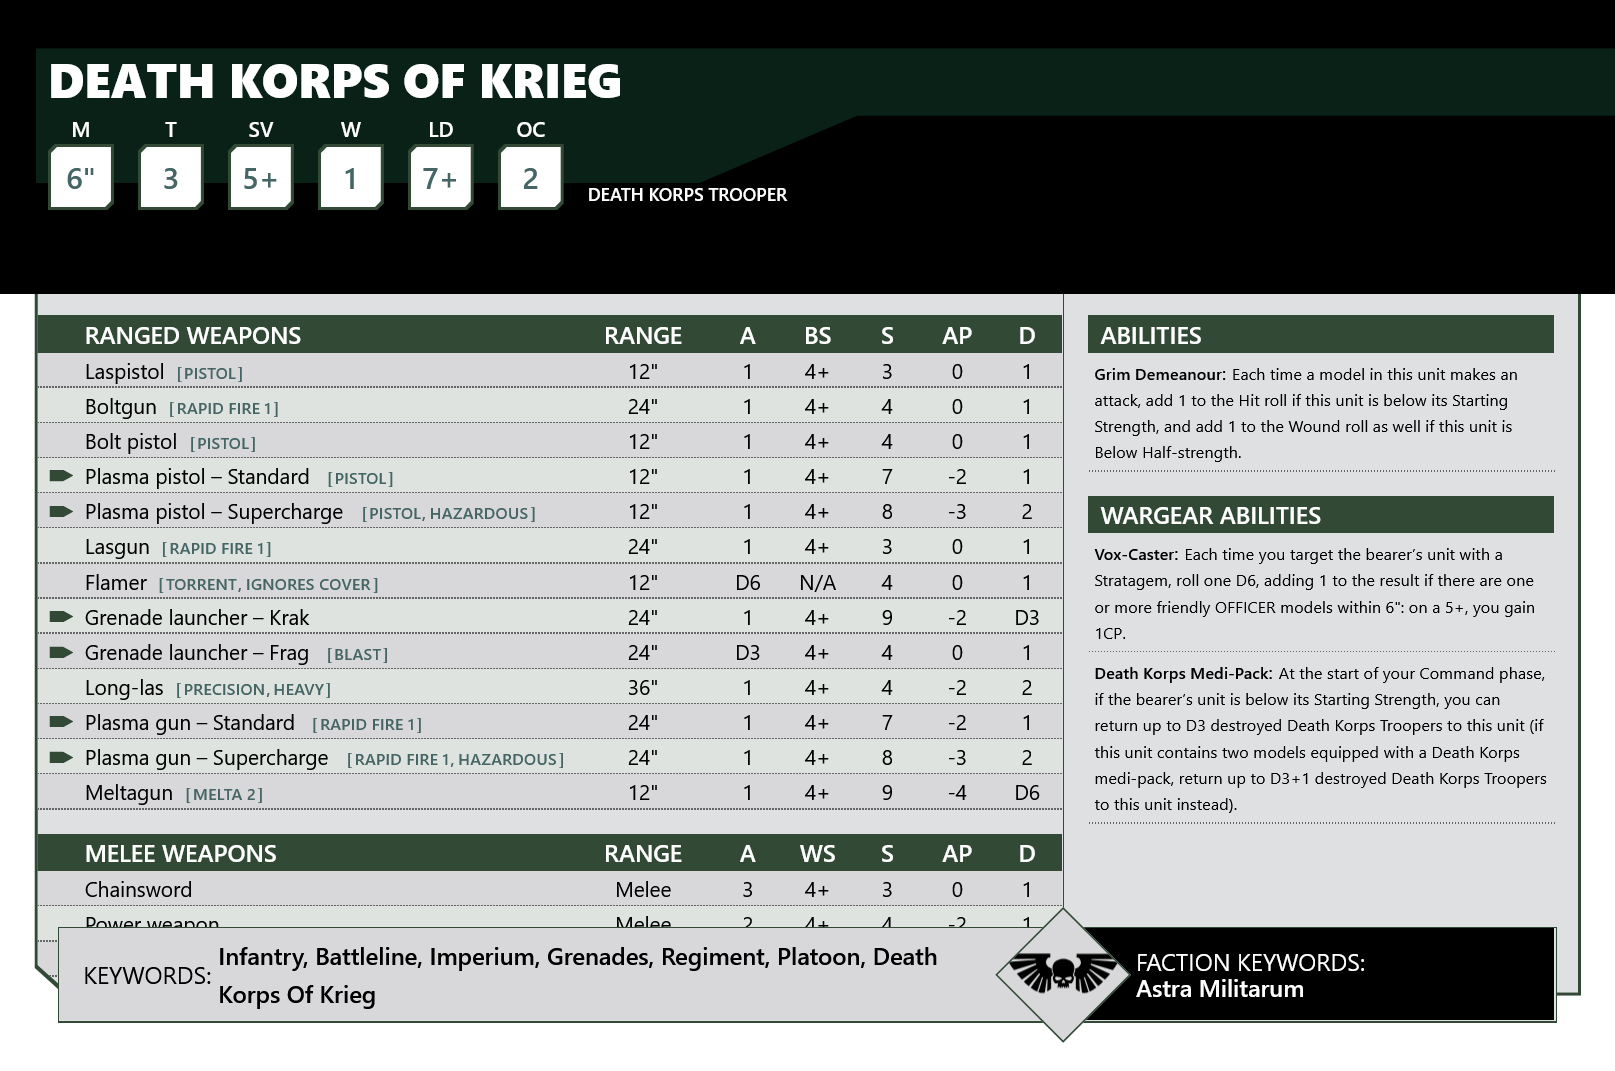 DEATH KORPS OF KRIEG
M T SV W LD OC
6" 3 5+ 1 7+ 2
DEATH KORPS TROOPER
RANGED WEAPONS RANGE A BS S AP D
Laspistol [PISTOL] 12" 1 4+ 3 0 1
Boltgun [RAPID FIRE 1] 24" 1 4+ 4 0 1
Bolt pistol [PISTOL] 12" 1 4+ 4 0 1
Plasma pistol – Standard [PISTOL] 12" 1 4+ 7 -2 1
Plasma pistol – Supercharge [PISTOL, HAZARDOUS] 12" 1 4+ 8 -3 2
Lasgun [RAPID FIRE 1] 24" 1 4+ 3 0 1
Flamer [TORRENT, IGNORES COVER] 12" D6 N/A 4 0 1
Grenade launcher – Krak 24" 1 4+ 9 -2 D3
Grenade launcher – Frag [BLAST] 24" D3 4+ 4 0 1
Long-las [PRECISION, HEAVY] 36" 1 4+ 4 -2 2
Plasma gun – Standard [RAPID FIRE 1] 24" 1 4+ 7 -2 1
Plasma gun – Supercharge [RAPID FIRE 1, HAZARDOUS] 24" 1 4+ 8 -3 2
Meltagun [MELTA 2] 12" 1 4+ 9 -4 D6
MELEE WEAPONS RANGE A WS S AP D
Chainsword Melee 3 4+ 3 0 1
Power weapon Melee 2 4+ 4 -2 1
ABILITIES
Grim Demeanour: Each time a model in this unit makes an
attack, add 1 to the Hit roll if this unit is below its Starting
Strength, and add 1 to the Wound roll as well if this unit is
Below Half-strength.
WARGEAR ABILITIES
Vox-Caster: Each time you target the bearer’s unit with a
Stratagem, roll one D6, adding 1 to the result if there are one
or more friendly OFFICER models within 6": on a 5+, you gain
1CP.
Death Korps Medi-Pack: At the start of your Command phase,
if the bearer’s unit is below its Starting Strength, you can
return up to D3 destroyed Death Korps Troopers to this unit (if
this unit contains two models equipped with a Death Korps
medi-pack, return up to D3+1 destroyed Death Korps Troopers
to this unit instead).
KEYWORDS: Infantry, Battleline, Imperium, Grenades, Regiment, Platoon, Death
Korps Of Krieg
FACTION KEYWORDS:
Astra Militarum